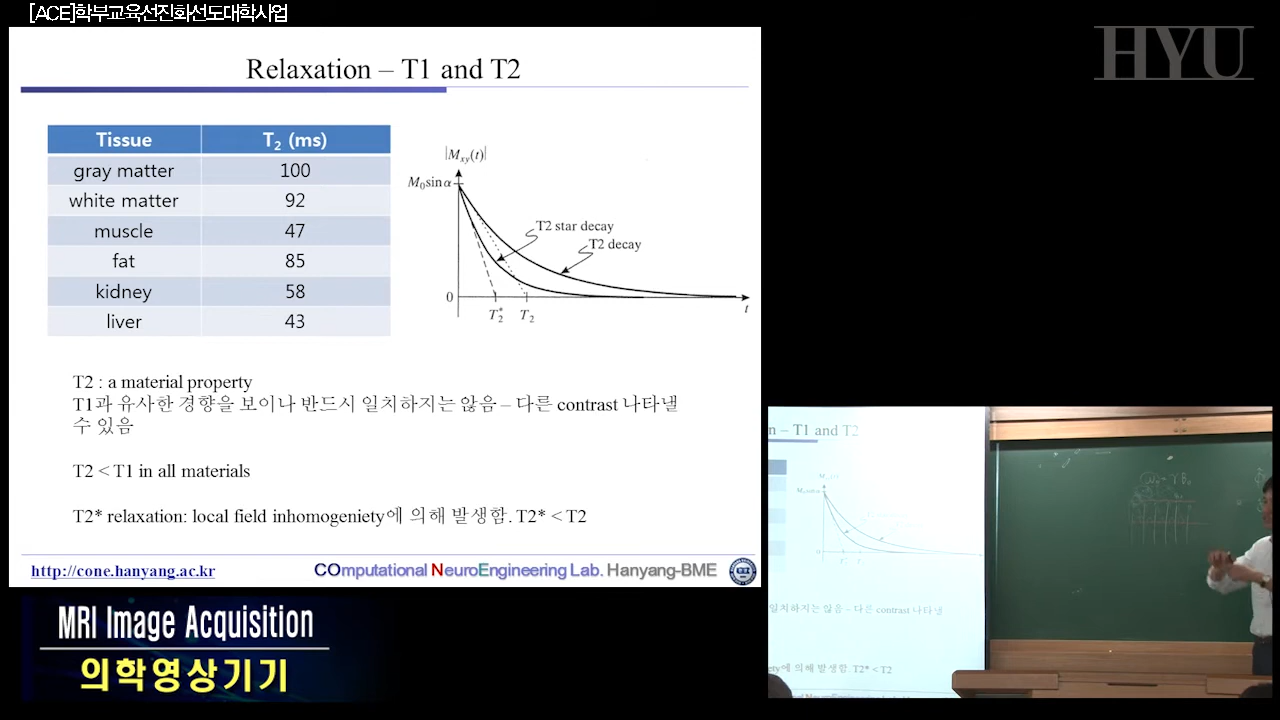 [ACE]학부교육선진화선도대학사업
HYU
Relaxation – T1 and T2
Tissue T₂ (ms)
gray matter 100
white matter 92
muscle 47
fat 85
kidney 58
liver 43
|Mxy(t)|
M₀sinα
T2 star decay
T2 decay
0
T₂* T₂
t
T2 : a material property
T1과 유사한 경향을 보이나 반드시 일치하지는 않음 – 다른 contrast 나타낼
수 있음
T2 < T1 in all materials
T2* relaxation: local field inhomogeniety에 의해 발생함. T2* < T2
http://cone.hanyang.ac.kr
COmputational NeuroEngineering Lab. Hanyang-BME
MRI Image Acquisition
의학영상기기
n – T1 and T2
일치하지는 않음 – 다른 contrast 나타낼
ety에 의해 발생함. T2* < T2